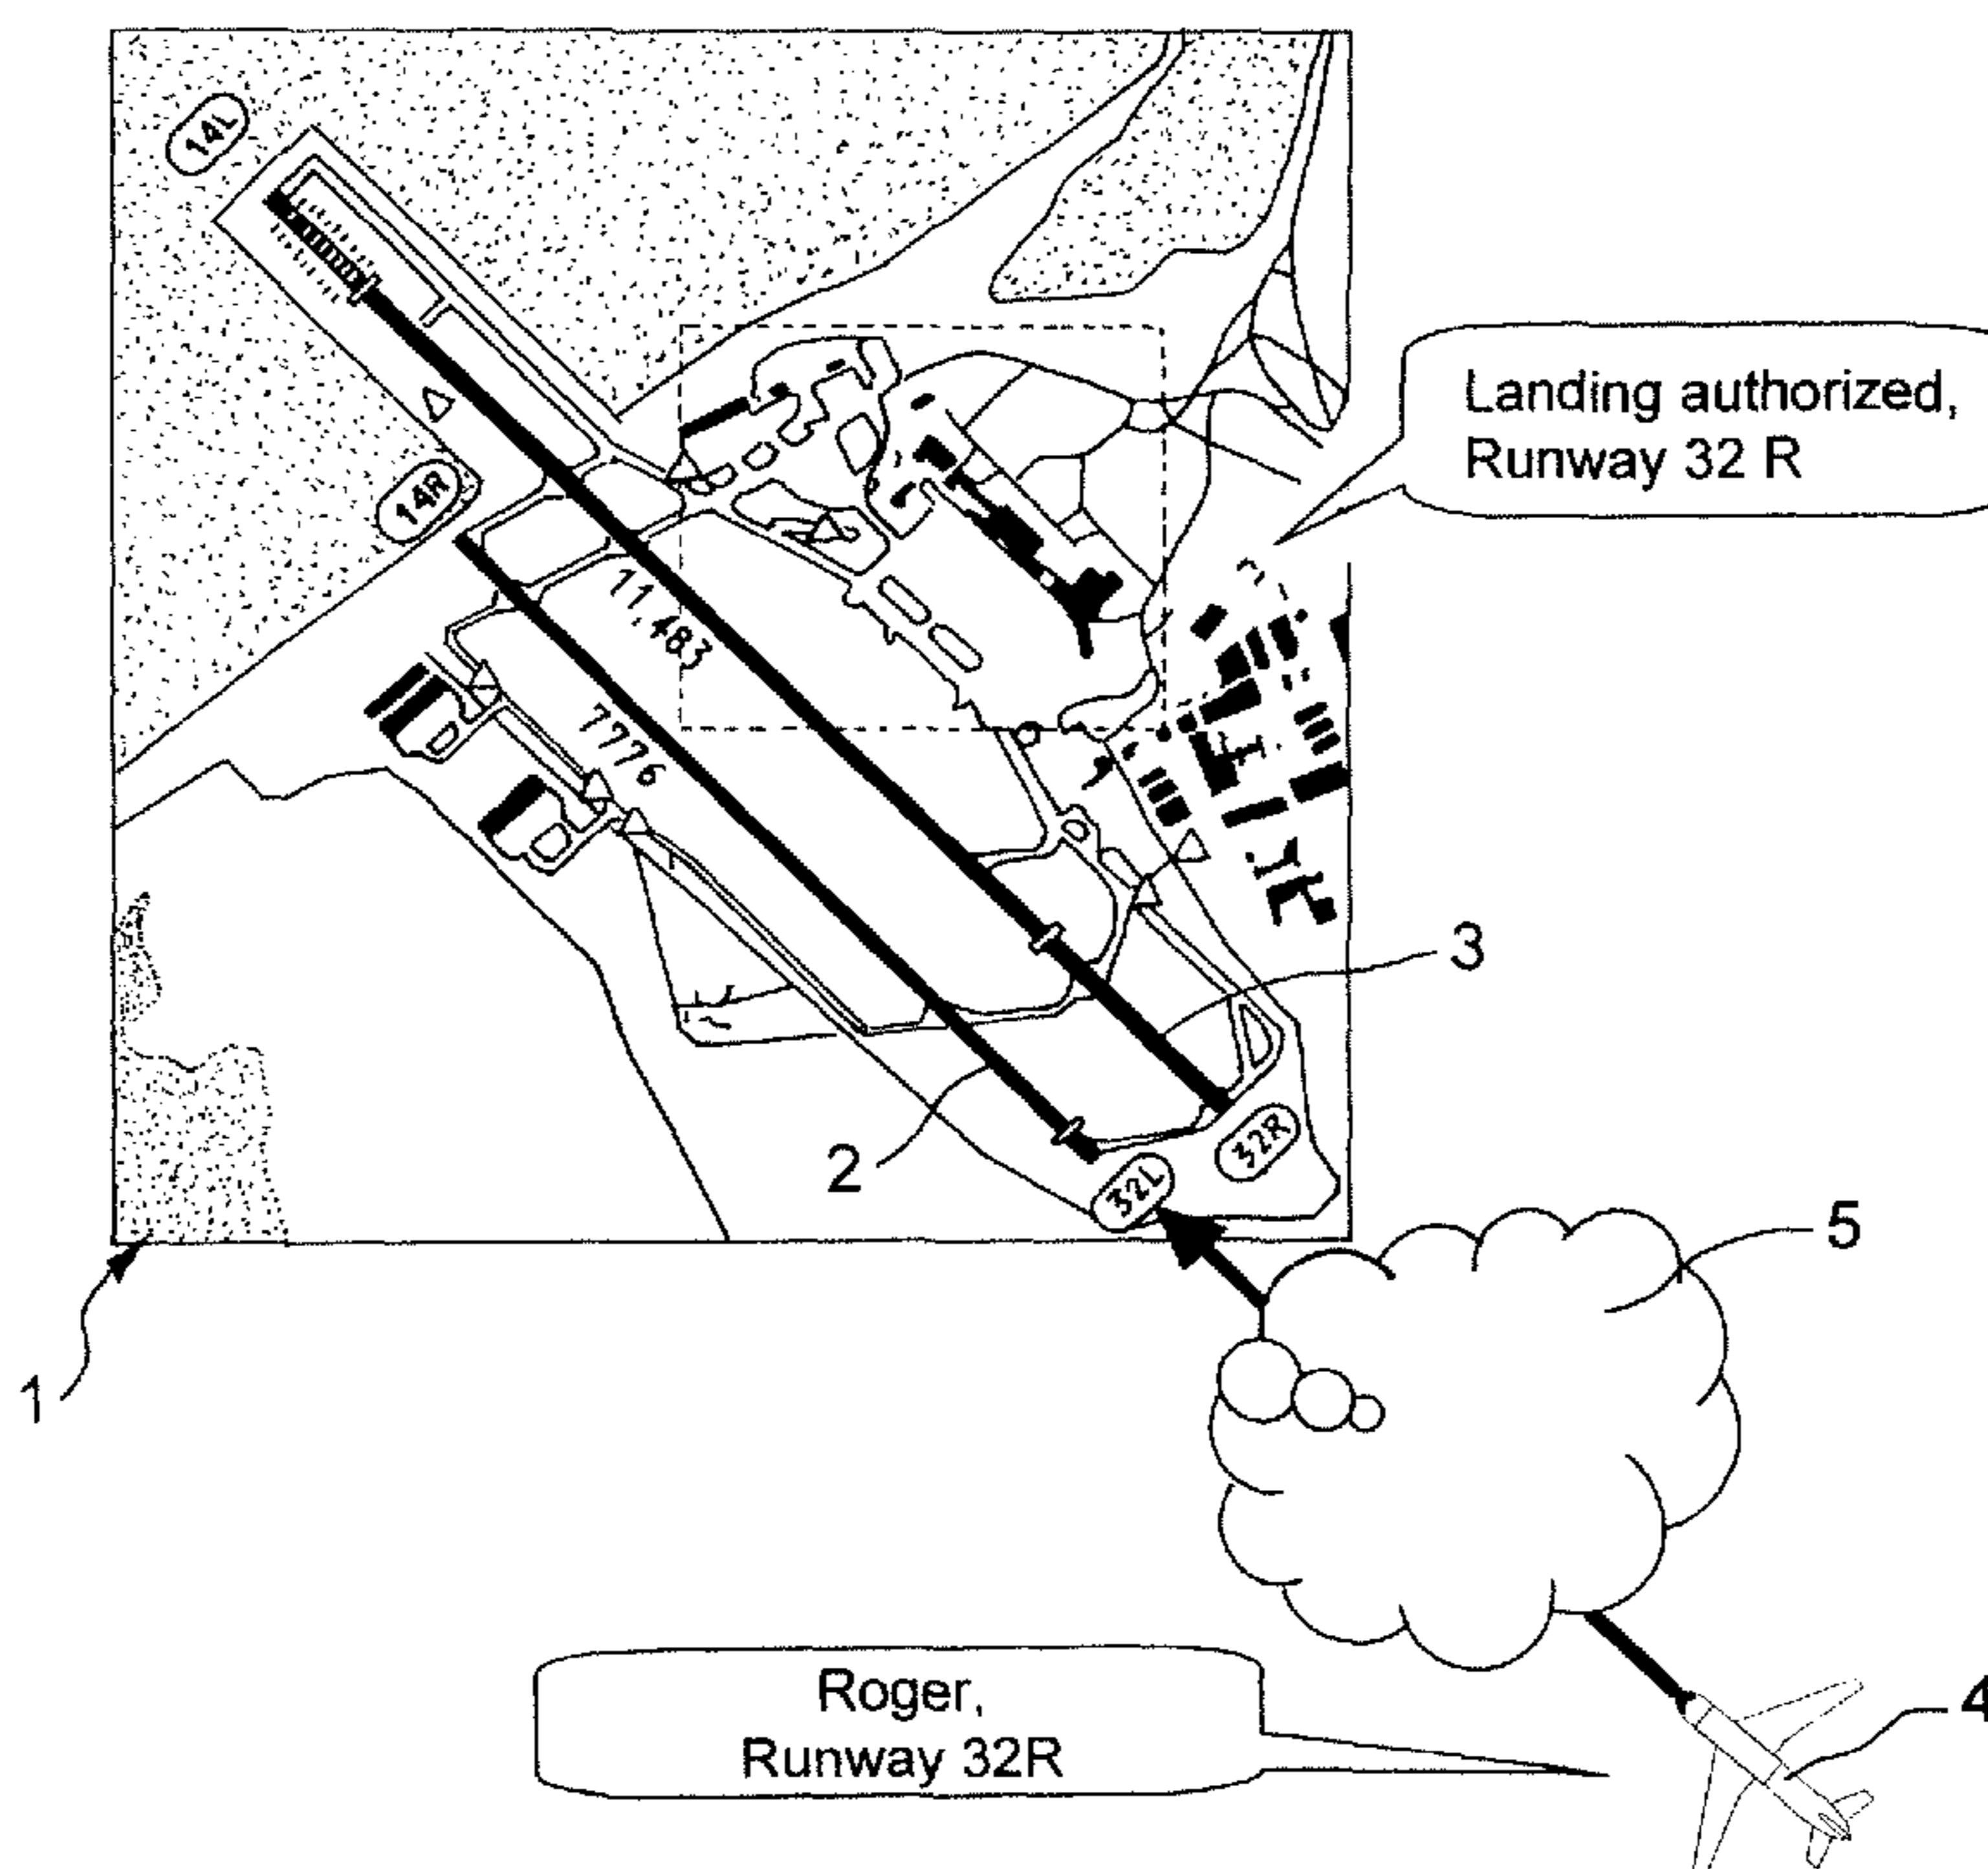 14L
14R
Landing authorized,
Runway 32 R
11,483
7776
3
2
32R
32L
5
1
Roger,
Runway 32R
4